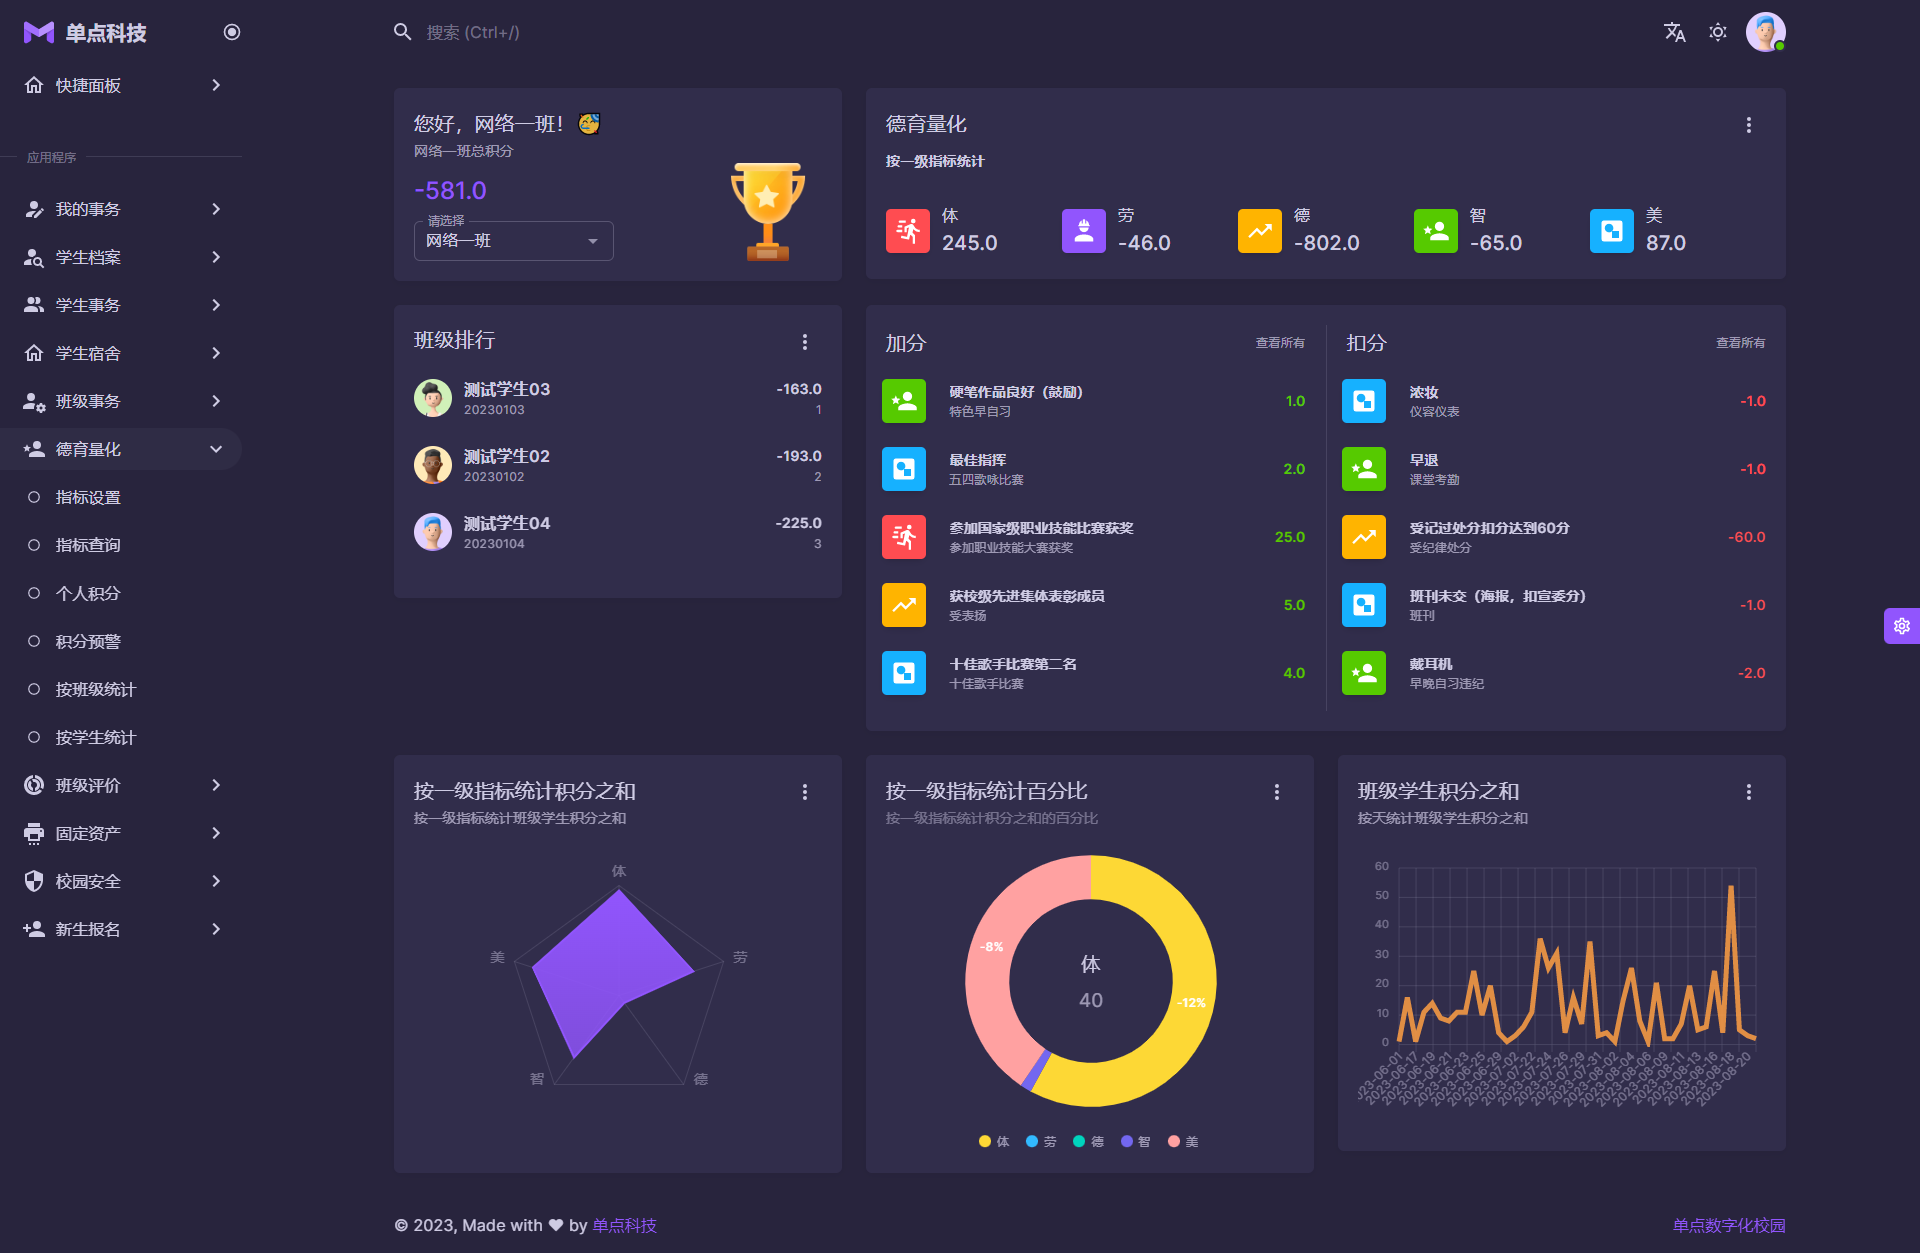 单点科技
搜索 (Ctrl+/)
快捷面板
应用程序
我的事务
学生档案
学生事务
学生宿舍
班级事务
德育量化
指标设置
指标查询
个人积分
积分预警
按班级统计
按学生统计
班级评价
固定资产
校园安全
新生报名
您好，网络一班！🥳
网络一班总积分
-581.0
请选择
网络一班
德育量化
按一级指标统计
体
245.0
劳
-46.0
德
-802.0
智
-65.0
美
87.0
班级排行
测试学生03
-163.0
20230103
1
测试学生02
-193.0
20230102
2
测试学生04
-225.0
20230104
3
加分
查看所有
硬笔作品良好（鼓励）
特色早自习
1.0
最佳指挥
五四歌咏比赛
2.0
参加国家级职业技能比赛获奖
参加职业技能大赛获奖
25.0
获校级先进集体表彰成员
受表扬
5.0
十佳歌手比赛第二名
十佳歌手比赛
4.0
扣分
查看所有
浓妆
仪容仪表
-1.0
早退
课堂考勤
-1.0
受记过处分扣分达到60分
受纪律处分
-60.0
班刊未交（海报，扣宣委分）
班刊
-1.0
戴耳机
早晚自习违纪
-2.0
按一级指标统计积分之和
按一级指标统计班级学生积分之和
体
美
劳
智
德
按一级指标统计百分比
按一级指标统计积分之和的百分比
-8%
体
40
-12%
体 劳 德 智 美
班级学生积分之和
按天统计班级学生积分之和
60
50
40
30
20
10
0
2023-06-17
2023-06-19
2023-06-21
2023-06-23
2023-06-25
2023-06-29
2023-07-02
2023-07-22
2023-07-24
2023-07-26
2023-07-29
2023-07-31
2023-08-02
2023-08-04
2023-08-06
2023-08-09
2023-08-11
2023-08-13
2023-08-16
2023-08-18
2023-08-20
© 2023, Made with ❤ by 单点科技
单点数字化校园